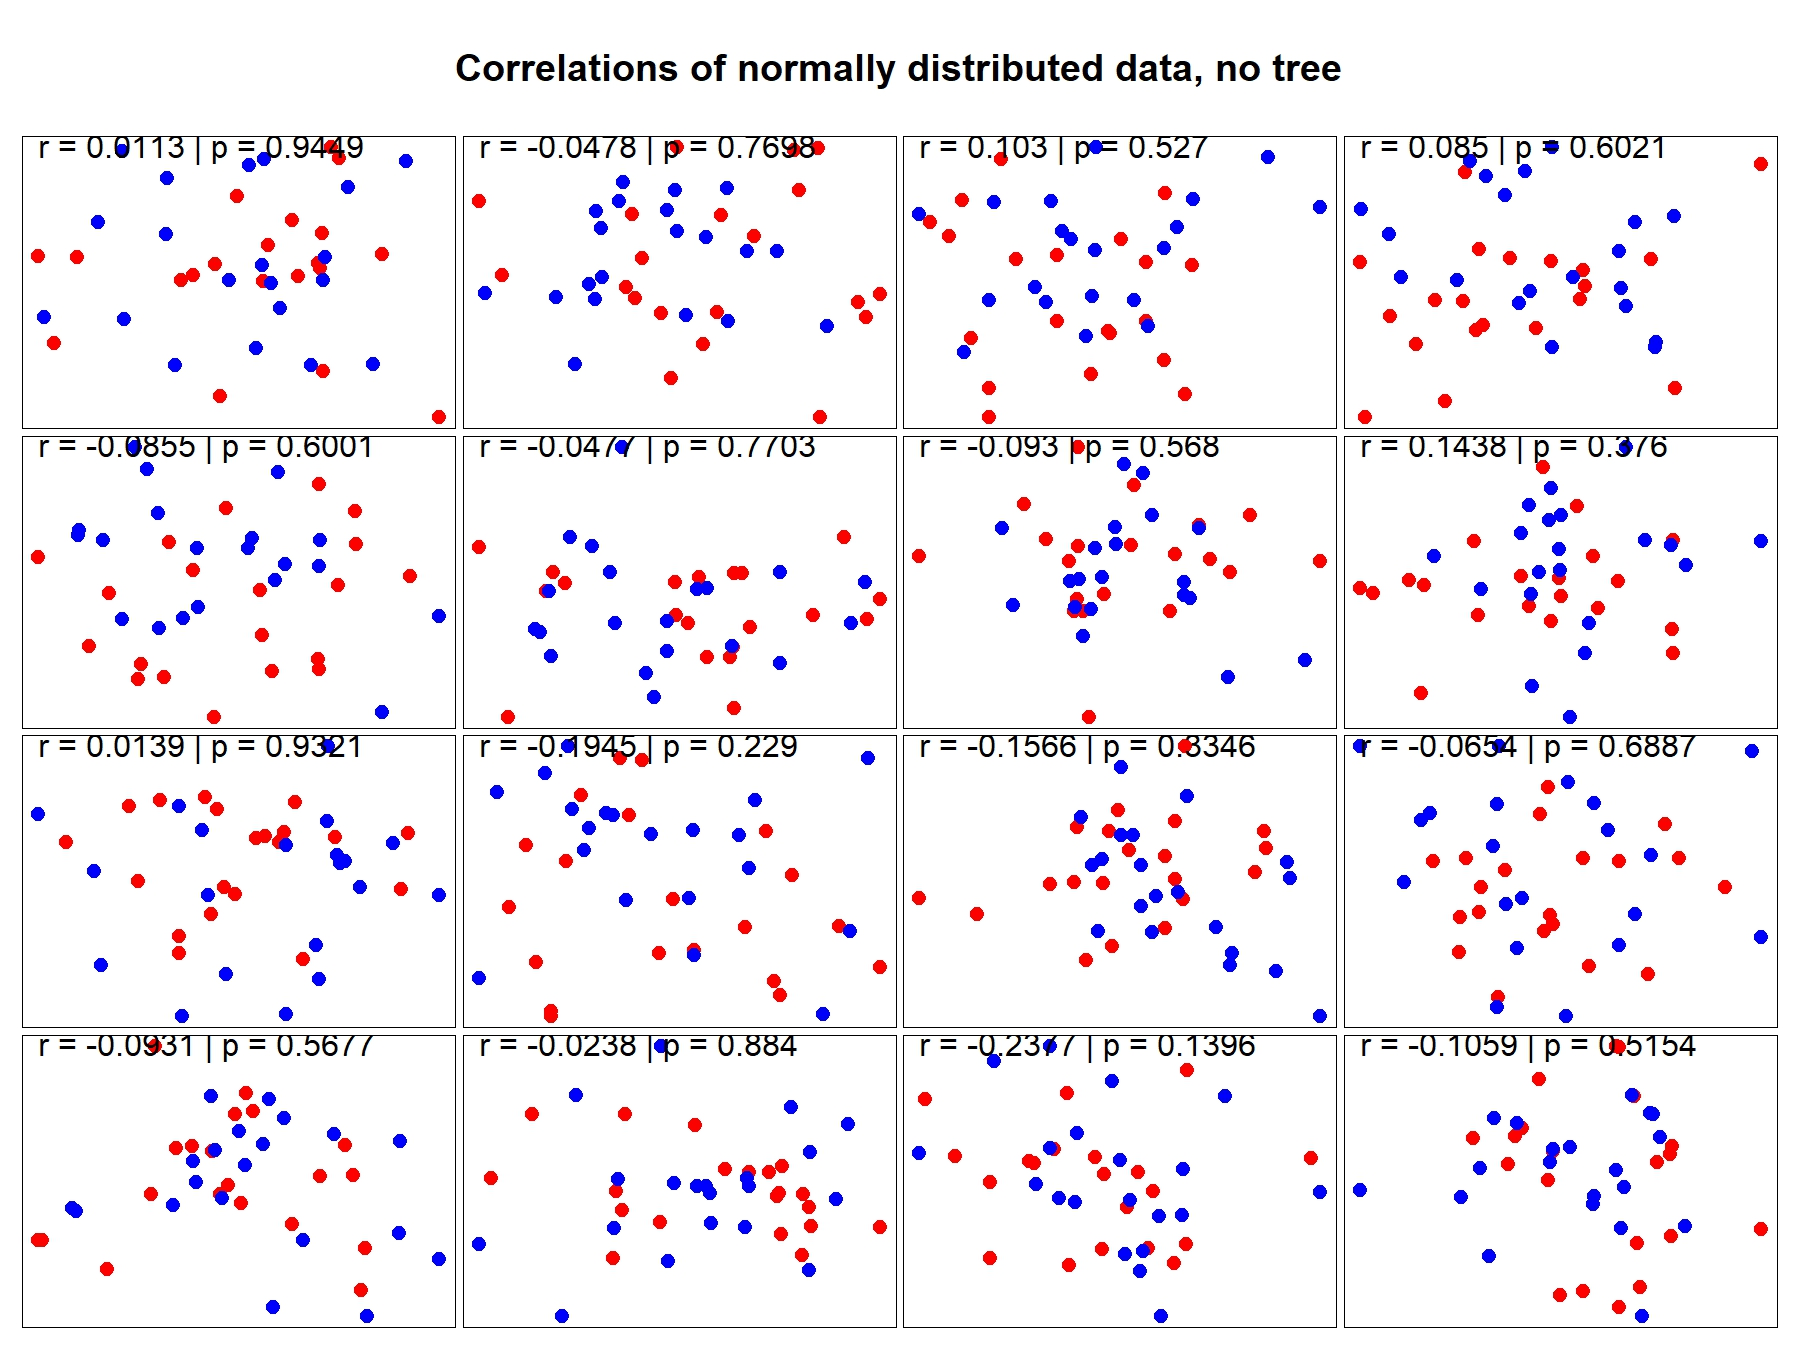 Correlations of normally distributed data, no tree
r = 0.0113 | p = 0.9449
r = -0.0478 | p = 0.7698
r = 0.103 | p = 0.527
r = 0.085 | p = 0.6021
r = -0.0855 | p = 0.6001
r = -0.0477 | p = 0.7703
r = -0.093 | p = 0.568
r = 0.1438 | p = 0.376
r = 0.0139 | p = 0.9321
r = -0.1945 | p = 0.229
r = -0.1566 | p = 0.3346
r = -0.0654 | p = 0.6887
r = -0.0931 | p = 0.5677
r = -0.0238 | p = 0.884
r = -0.2377 | p = 0.1396
r = -0.1059 | p = 0.5154